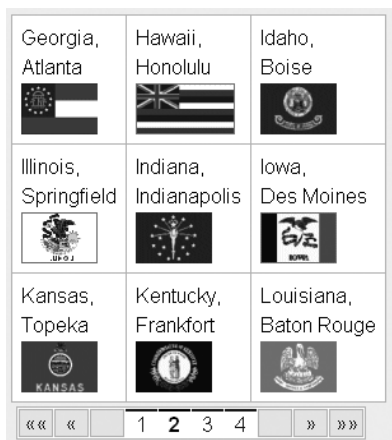 Georgia,
Atlanta
Hawaii,
Honolulu
Idaho,
Boise
Illinois,
Springfield
Indiana,
Indianapolis
Iowa,
Des Moines
Kansas,
Topeka
KANSAS
Kentucky,
Frankfort
Louisiana,
Baton Rouge
«« « 1 2 3 4 » »»